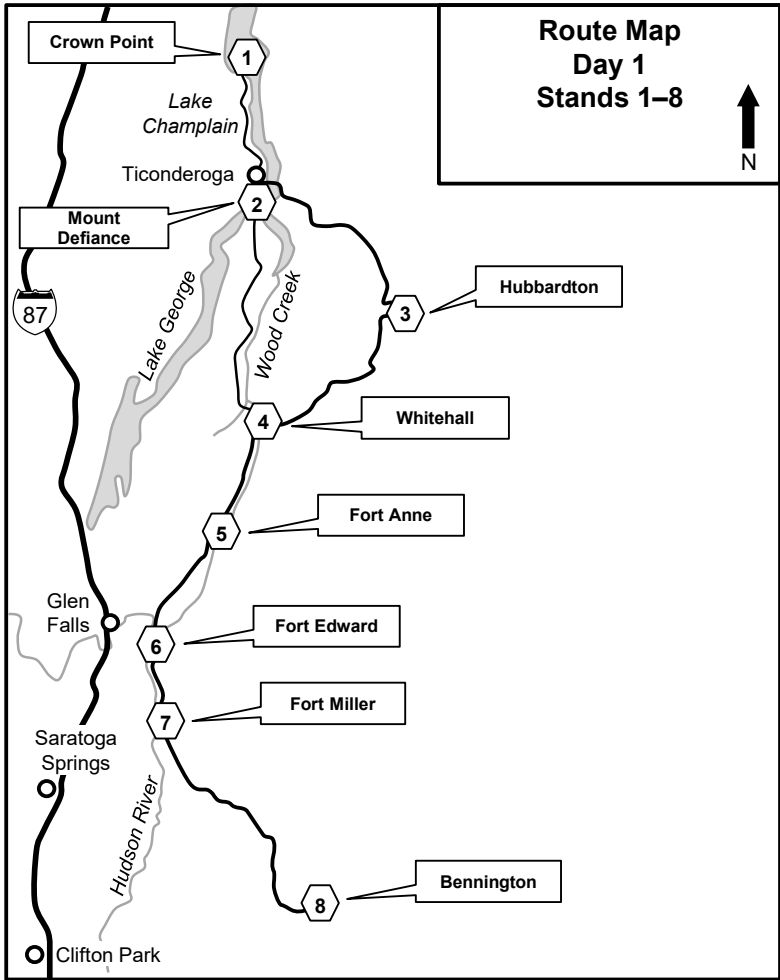 Route Map
Day 1
Stands 1–8
N
Crown Point
1
Lake
Champlain
Ticonderoga
2
Mount
Defiance
Hubbardton
3
87
Lake George
Wood Creek
4
Whitehall
5
Fort Anne
Glen
Falls
6
Fort Edward
7
Fort Miller
Saratoga
Springs
Hudson River
8
Bennington
Clifton Park